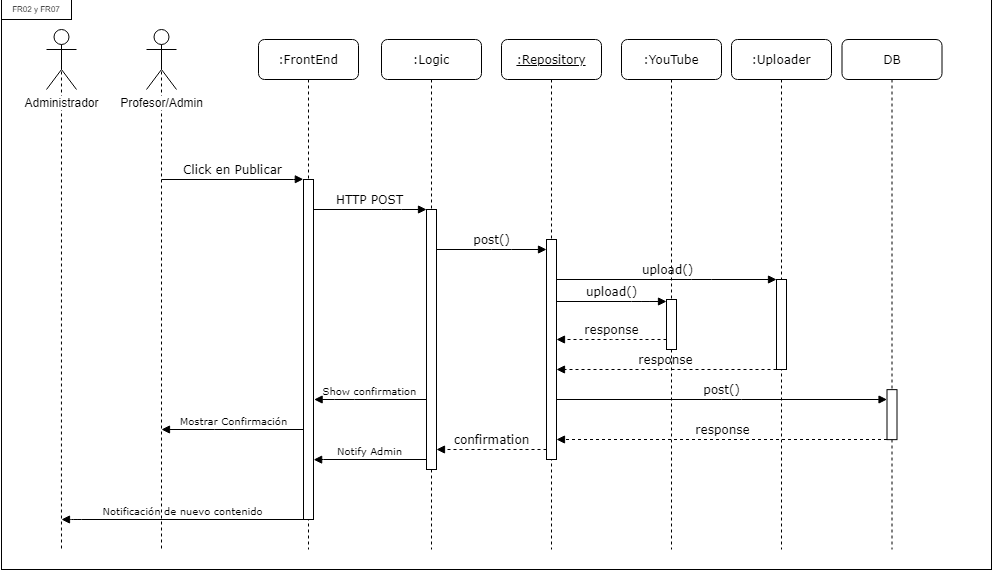 FR02 y FR07
Administrador
Profesor/Admin
:FrontEnd
:Logic
:Repository
:YouTube
:Uploader
DB
Click en Publicar
HTTP POST
post()
upload()
upload()
response
response
Show confirmation
post()
Mostrar Confirmación
response
confirmation
Notify Admin
Notificación de nuevo contenido